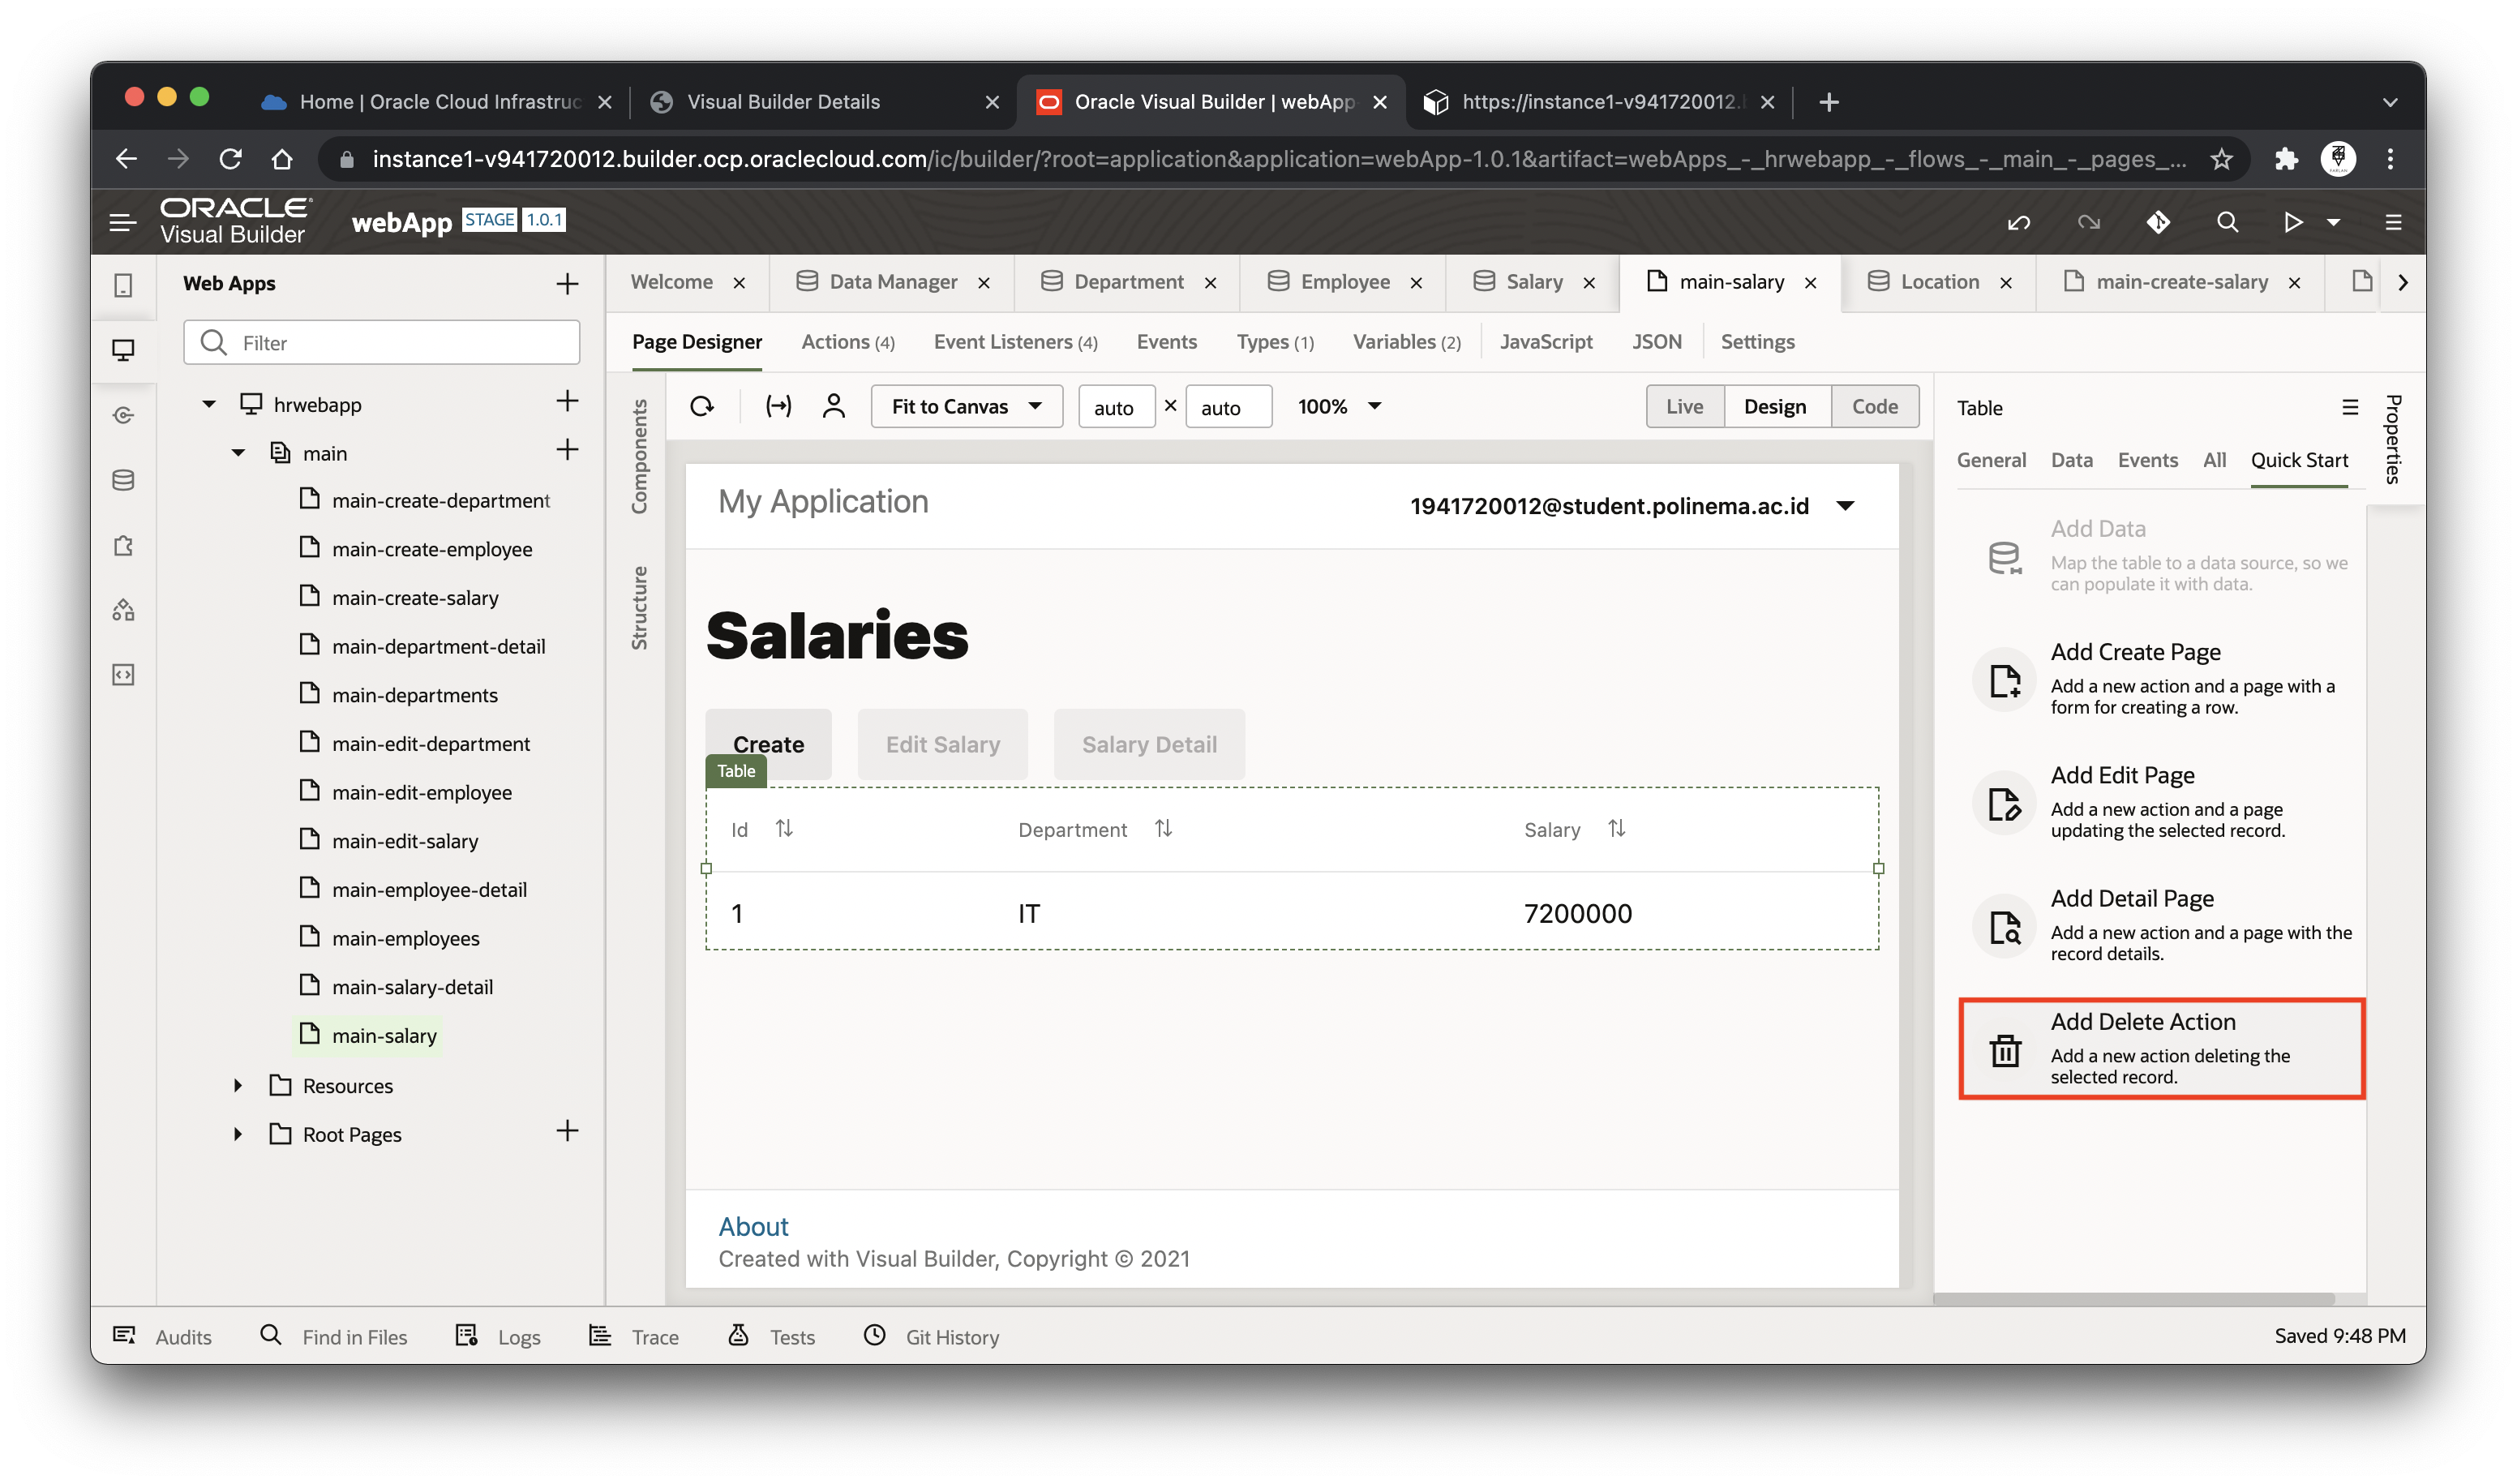 Home | Oracle Cloud Infrastruc
Visual Builder Details
Oracle Visual Builder | webApp-
https://instance1-v941720012.
instance1-v941720012.builder.ocp.oraclecloud.com/ic/builder/?root=application&application=webApp-1.0.1&artifact=webApps_-_hrwebapp_-_flows_-_main_-_pages_...
ORACLE
Visual Builder
webApp STAGE 1.0.1
Web Apps
Filter
hrwebapp
main
main-create-department
main-create-employee
main-create-salary
main-department-detail
main-departments
main-edit-department
main-edit-employee
main-edit-salary
main-employee-detail
main-employees
main-salary-detail
main-salary
Resources
Root Pages
Welcome
Data Manager
Department
Employee
Salary
main-salary
Location
main-create-salary
Page Designer
Actions (4)
Event Listeners (4)
Events
Types (1)
Variables (2)
JavaScript
JSON
Settings
Components
Structure
Fit to Canvas
auto × auto
100%
Live
Design
Code
My Application
1941720012@student.polinema.ac.id
Salaries
Create
Edit Salary
Salary Detail
Table
Id Department Salary
1 IT 7200000
About
Created with Visual Builder, Copyright © 2021
Table
Properties
General
Data
Events
All
Quick Start
Add Data
Map the table to a data source, so we
can populate it with data.
Add Create Page
Add a new action and a page with a
form for creating a row.
Add Edit Page
Add a new action and a page
updating the selected record.
Add Detail Page
Add a new action and a page with the
record details.
Add Delete Action
Add a new action deleting the
selected record.
Audits
Find in Files
Logs
Trace
Tests
Git History
Saved 9:48 PM